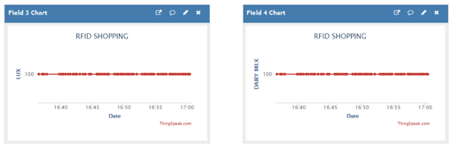 Field 3 Chart
RFID SHOPPING
LUX
100
16:40 16:45 16:50 16:55 17:00
Date
ThingSpeak.com
Field 4 Chart
RFID SHOPPING
DAIRY MILK
100
16:40 16:45 16:50 16:55 17:00
Date
ThingSpeak.com